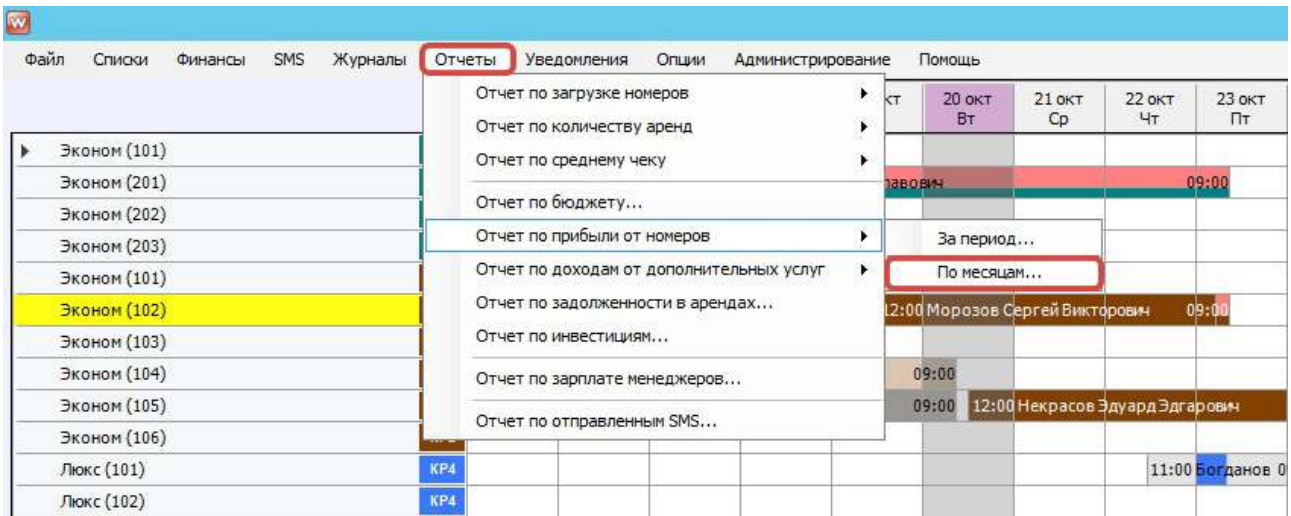 Файл Списки Финансы SMS Журналы Отчеты Уведомления Опции Администрирование Помощь
Отчет по загрузке номеров
Отчет по количеству аренд
Отчет по среднему чеку
Отчет по бюджету...
Отчет по прибыли от номеров
Отчет по доходам от дополнительных услуг
Отчет по задолженности в арендах...
Отчет по инвестициям...
Отчет по зарплате менеджеров...
Отчет по отправленным SMS...
За период...
По месяцам...
кт 20 окт 21 окт 22 окт 23 окт
Вт Ср Чт Пт
Эконом (101)
Эконом (201) лавович 09:00
Эконом (202)
Эконом (203)
Эконом (101)
Эконом (102) 12:00 Морозов Сергей Викторович 09:00
Эконом (103)
Эконом (104) 09:00
Эконом (105) 09:00 12:00 Некрасов Эдуард Эдгарович
Эконом (106)
Люкс (101) КР4 11:00 Богданов 0
Люкс (102) КР4